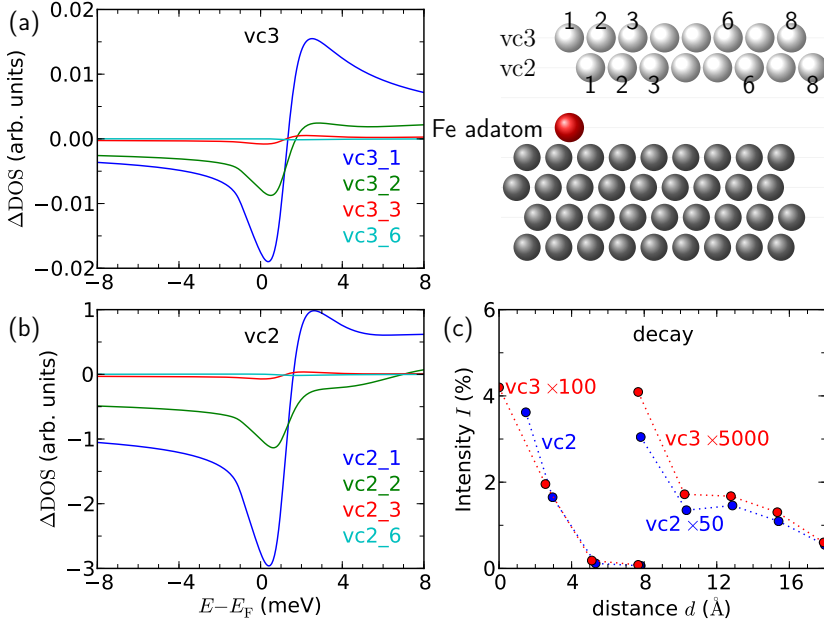 (a)
vc3
ΔDOS (arb. units)
0.02
0.01
0.00
−0.01
−0.02
vc3_1
vc3_2
vc3_3
vc3_6
−8 −4 0 4 8
vc3 1 2 3 6 8
vc2 1 2 3 6 8
Fe adatom
(b)
vc2
ΔDOS (arb. units)
1
0
−1
−2
−3
vc2_1
vc2_2
vc2_3
vc2_6
−8 −4 0 4 8
E−E_F (meV)
(c)
decay
Intensity I (%)
6
4
2
0
vc3 ×100
vc2
vc3 ×5000
vc2 ×50
0 4 8 12 16
distance d (Å)